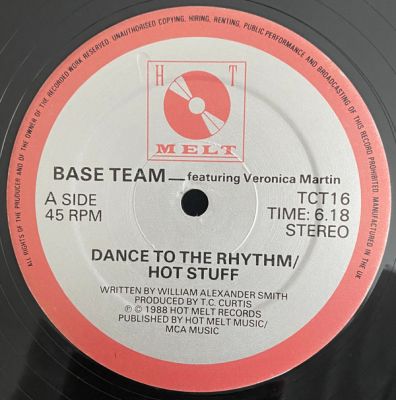 ALL RIGHTS OF THE PRODUCER AND OF THE OWNER OF THE RECORDED WORK RESERVED. UNAUTHORISED COPYING, HIRING, RENTING, PUBLIC PERFORMANCE AND BROADCASTING OF THIS RECORD PROHIBITED. MANUFACTURED IN THE UK
H T
MELT
BASE TEAM — featuring Veronica Martin
A SIDE
45 RPM
TCT16
TIME: 6.18
STEREO
DANCE TO THE RHYTHM/
HOT STUFF
WRITTEN BY WILLIAM ALEXANDER SMITH
PRODUCED BY T.C. CURTIS
℗ © 1988 HOT MELT RECORDS
PUBLISHED BY HOT MELT MUSIC/
MCA MUSIC